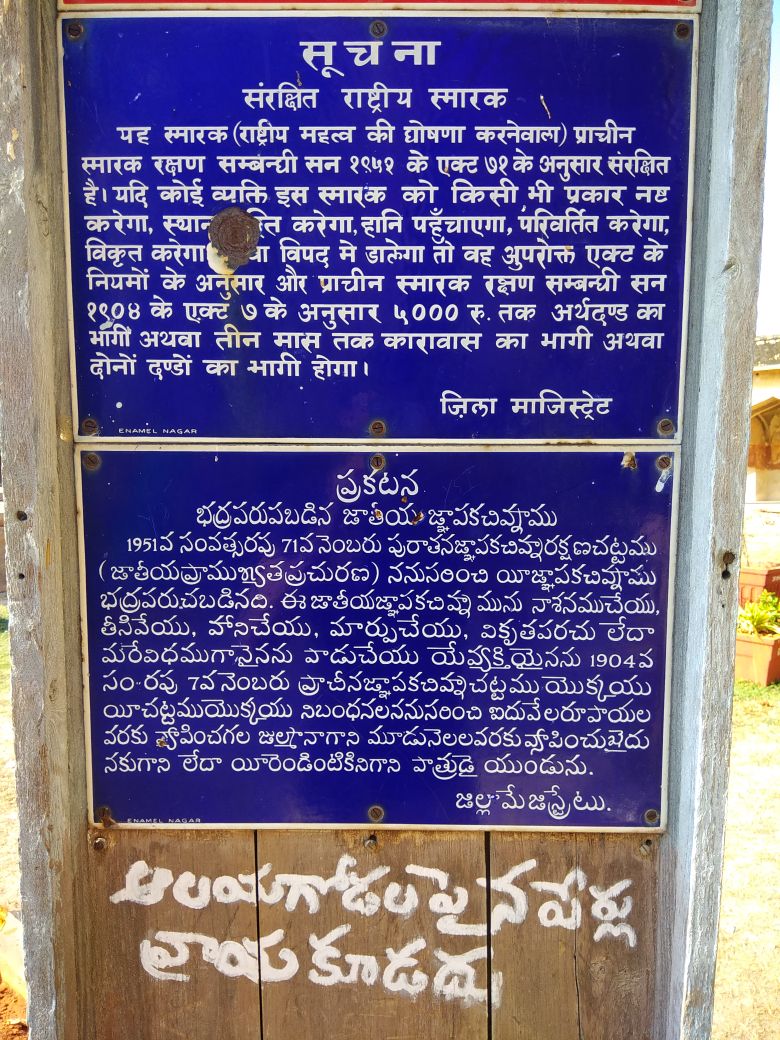 सूचना
संरक्षित राष्ट्रीय स्मारक
यह स्मारक (राष्ट्रीय महत्व की घोषणा करनेवाला) प्राचीन
स्मारक रक्षण सम्बन्धी सन १९५१ के एक्ट ७१ के अनुसार संरक्षित
है। यदि कोई व्यक्ति इस स्मारक को किसी भी प्रकार नष्ट
करेगा, करेगा, हानि पहुँचाएगा, परिवर्तित करेगा,
विकृत करेगा विपद मे डालेगा तो वह अुपरोक्त एक्ट के
नियमों के अनुसार और प्राचीन स्मारक रक्षण सम्बन्धी सन
१९०४ के एक्ट ७ के अनुसार ५००० रु. तक अर्थदण्ड का
भागी अथवा तीन मास तक कारावास का भागी अथवा
दोनों दण्डों का भागी होगा।
ज़िला माजिस्ट्रेट
ENAMEL NAGAR
ప్రకటన
భద్రపరుపబడిన జాతీయ జ్ఞాపకచిహ్నము
1951వ సంవత్సరపు 71వ నెంబరు పురాతనజ్ఞాపకచిహ్నరక్షణచట్టము
(జాతీయప్రాముఖ్యతప్రచురణ) ననుసరించి యీజ్ఞాపకచిహ్నము
భద్రపరుచబడినది. ఈ జాతీయజ్ఞాపకచిహ్నమును నాశనముచేయు,
తీసివేయు, హానిచేయు, మార్పుచేయు, వికృతపరచు లేదా
మరేవిధముగానైనను పాడుచేయు యేవ్యక్తియైనను 1904వ
సం॰రపు 7వ నెంబరు ప్రాచీనజ్ఞాపకచిహ్నచట్టము యొక్కయు
యీచట్టముయొక్కయు నిబంధనలననుసరించి ఐదువేలరూపాయల
వరకు వ్యాపించగల జుల్మానాగాని మూడునెలలవరకు వ్యాపించుఖైదు
నకుగాని లేదా యీరెండింటికినిగాని పాత్రుడై యుండును.
జిల్లామేజిస్ట్రేటు.
ENAMEL NAGAR
ఆలయగోడలపైన పేర్లు
వ్రాయకూడదు